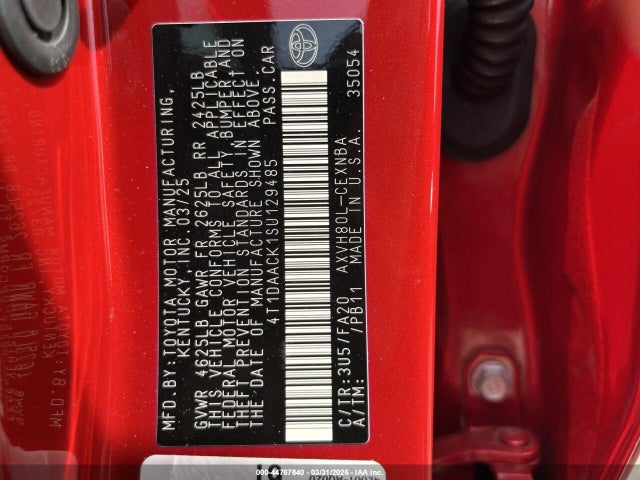 MFD.BY:TOYOTA MOTOR MANUFACTURING,
KENTUCKY,INC.03/25
GVWR 4625LB GAWR FR 2625LB RR 2425LB
THIS VEHICLE CONFORMS TO ALL APPLICABLE
FEDERAL MOTOR VEHICLE SAFETY, BUMPER,AND
THEFT PREVENTION STANDARDS IN EFFECT ON
THE DATE OF MANUFACTURE SHOWN ABOVE.
4T1DAACK1SU129485 PASS.CAR
C/TR:3U5/FA20 AXVH80L-CEXNBA
A/TM: /PB11 MADE IN U.S.A. 35054
000-44767840 - 03/31/2026 - IAA Inc.